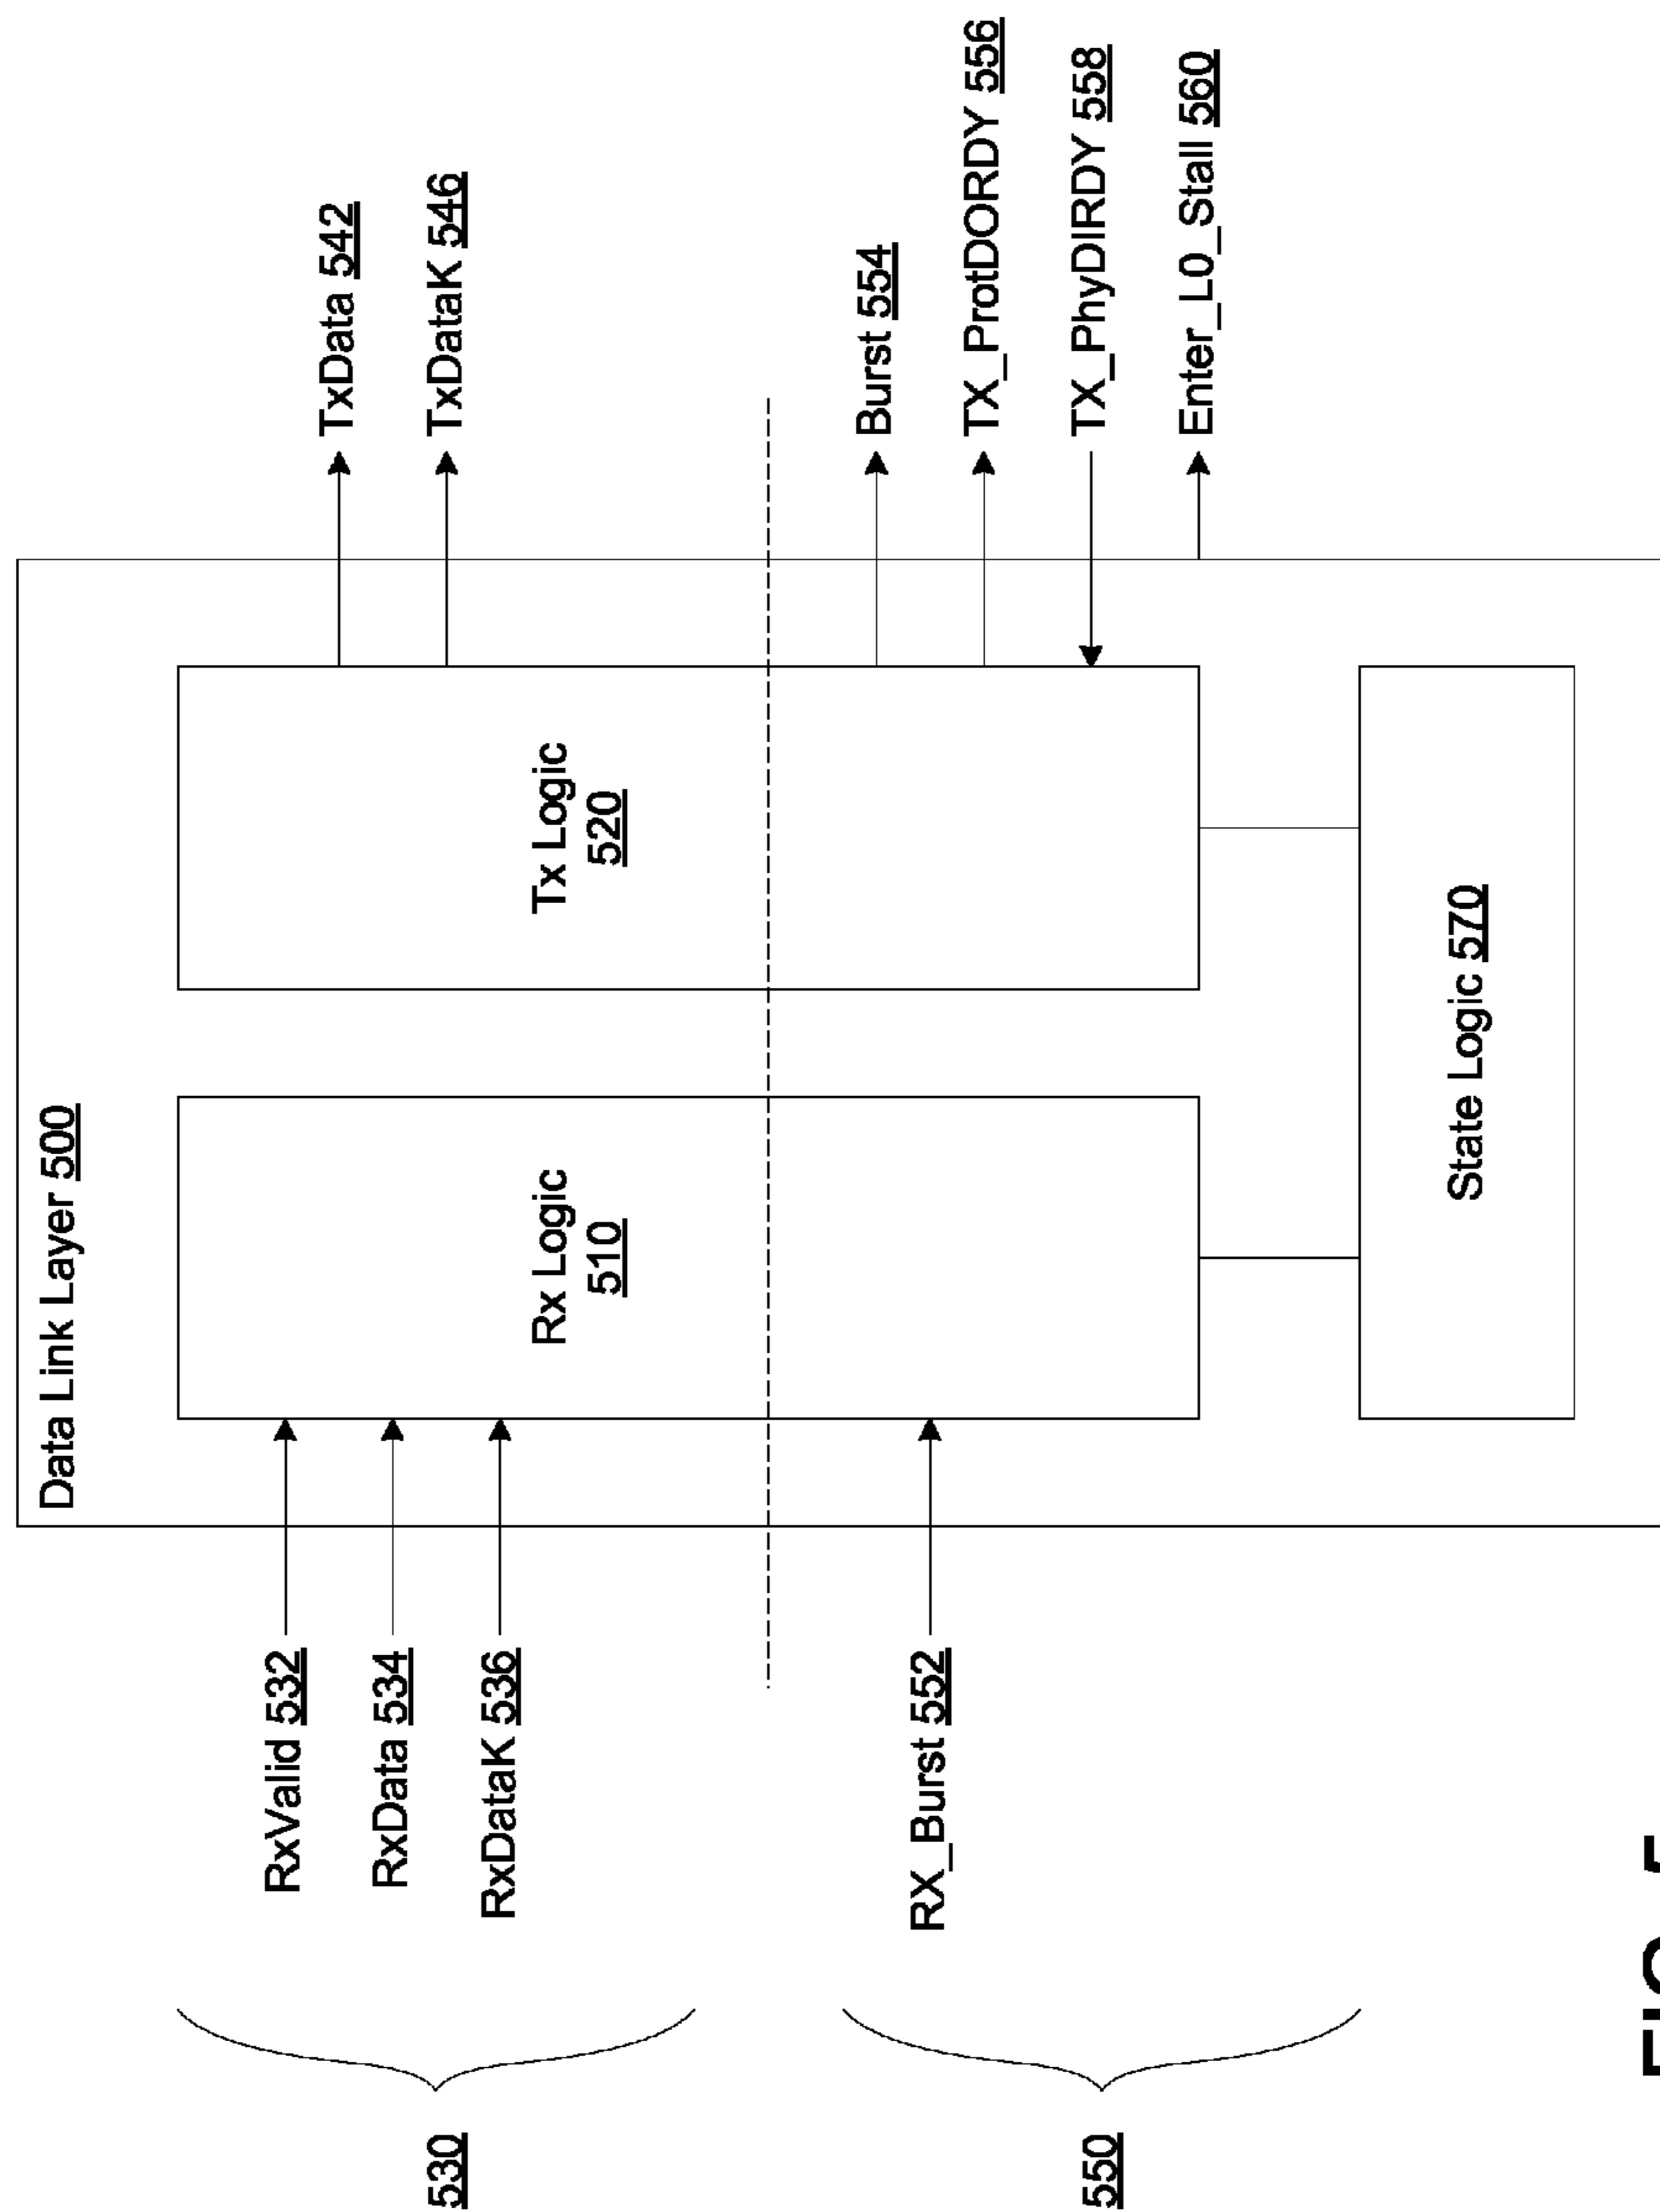 Data Link Layer 500
RxValid 532
RxData 534
RxDataK 536
530
Rx Logic
510
Tx Logic
520
TxData 542
TxDataK 546
RX_Burst 552
550
Burst 554
TX_ProtDORDY 556
TX_PhyDIRDY 558
Enter_L0_Stall 560
State Logic 570